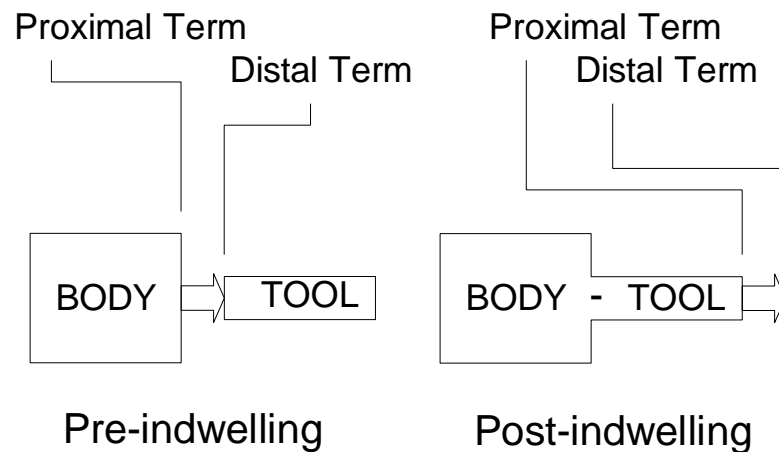 Proximal Term
Distal Term
BODY
TOOL
Pre-indwelling
Proximal Term
Distal Term
BODY - TOOL
Post-indwelling